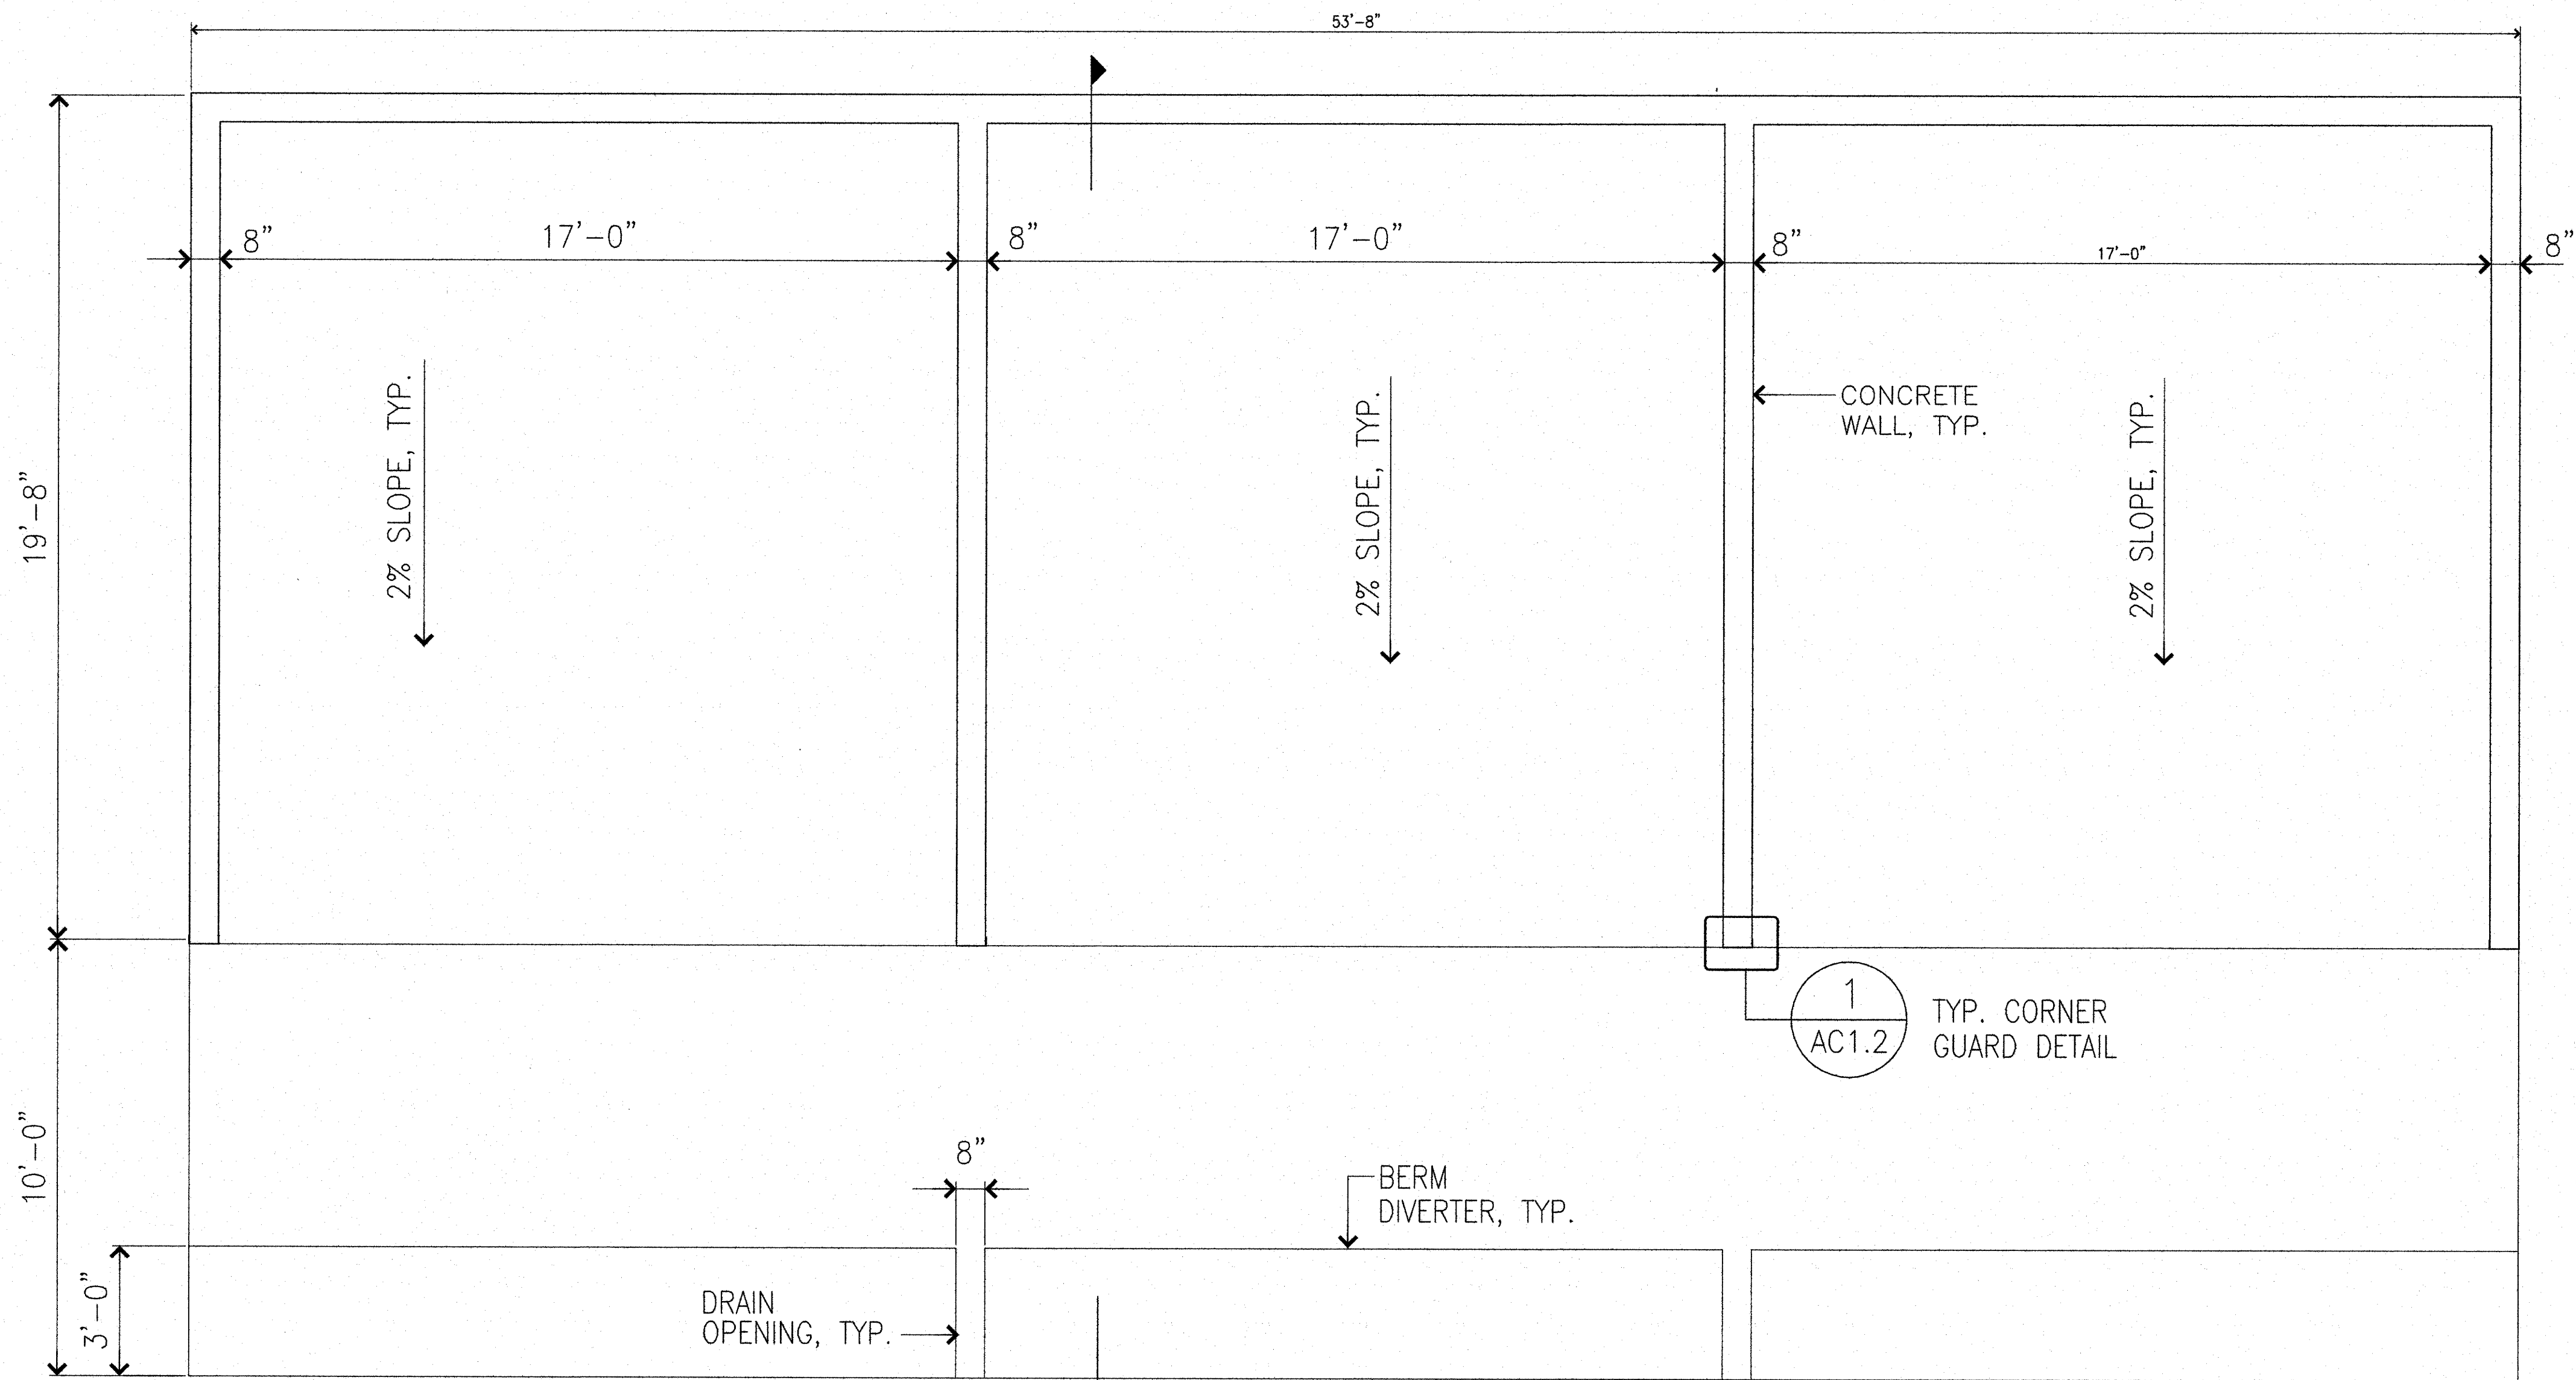 53'-8"
8"
17'-0"
8"
17'-0"
8"
17'-0"
8"
19'-8"
2% SLOPE, TYP.
2% SLOPE, TYP.
CONCRETE
WALL, TYP.
2% SLOPE, TYP.
1
AC1.2
TYP. CORNER
GUARD DETAIL
10'-0"
8"
BERM
DIVERTER, TYP.
3'-0"
DRAIN
OPENING, TYP.